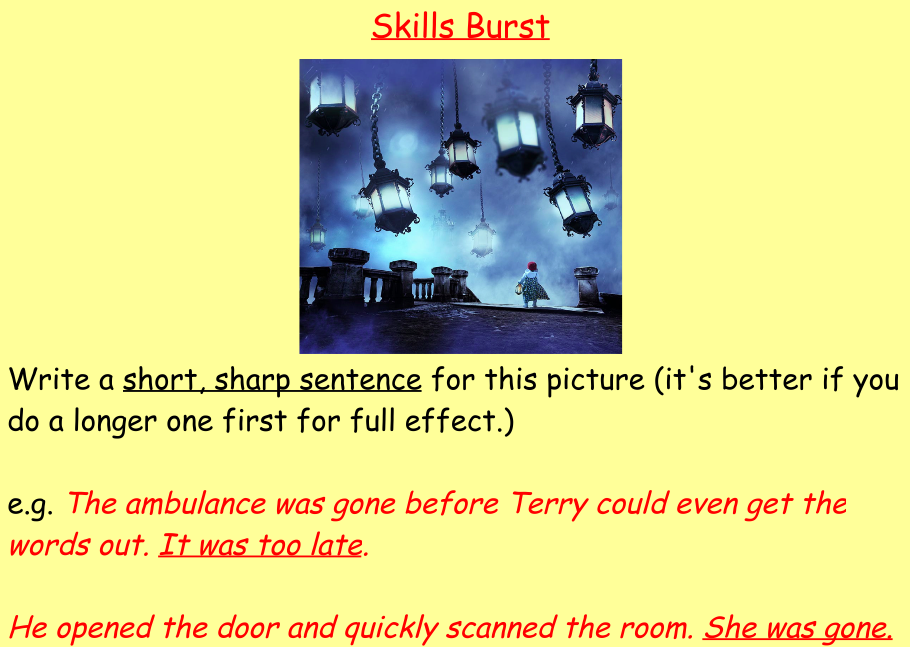 Skills Burst
Write a short, sharp sentence for this picture (it's better if you
do a longer one first for full effect.)
e.g. The ambulance was gone before Terry could even get the
words out. It was too late.
He opened the door and quickly scanned the room. She was gone.